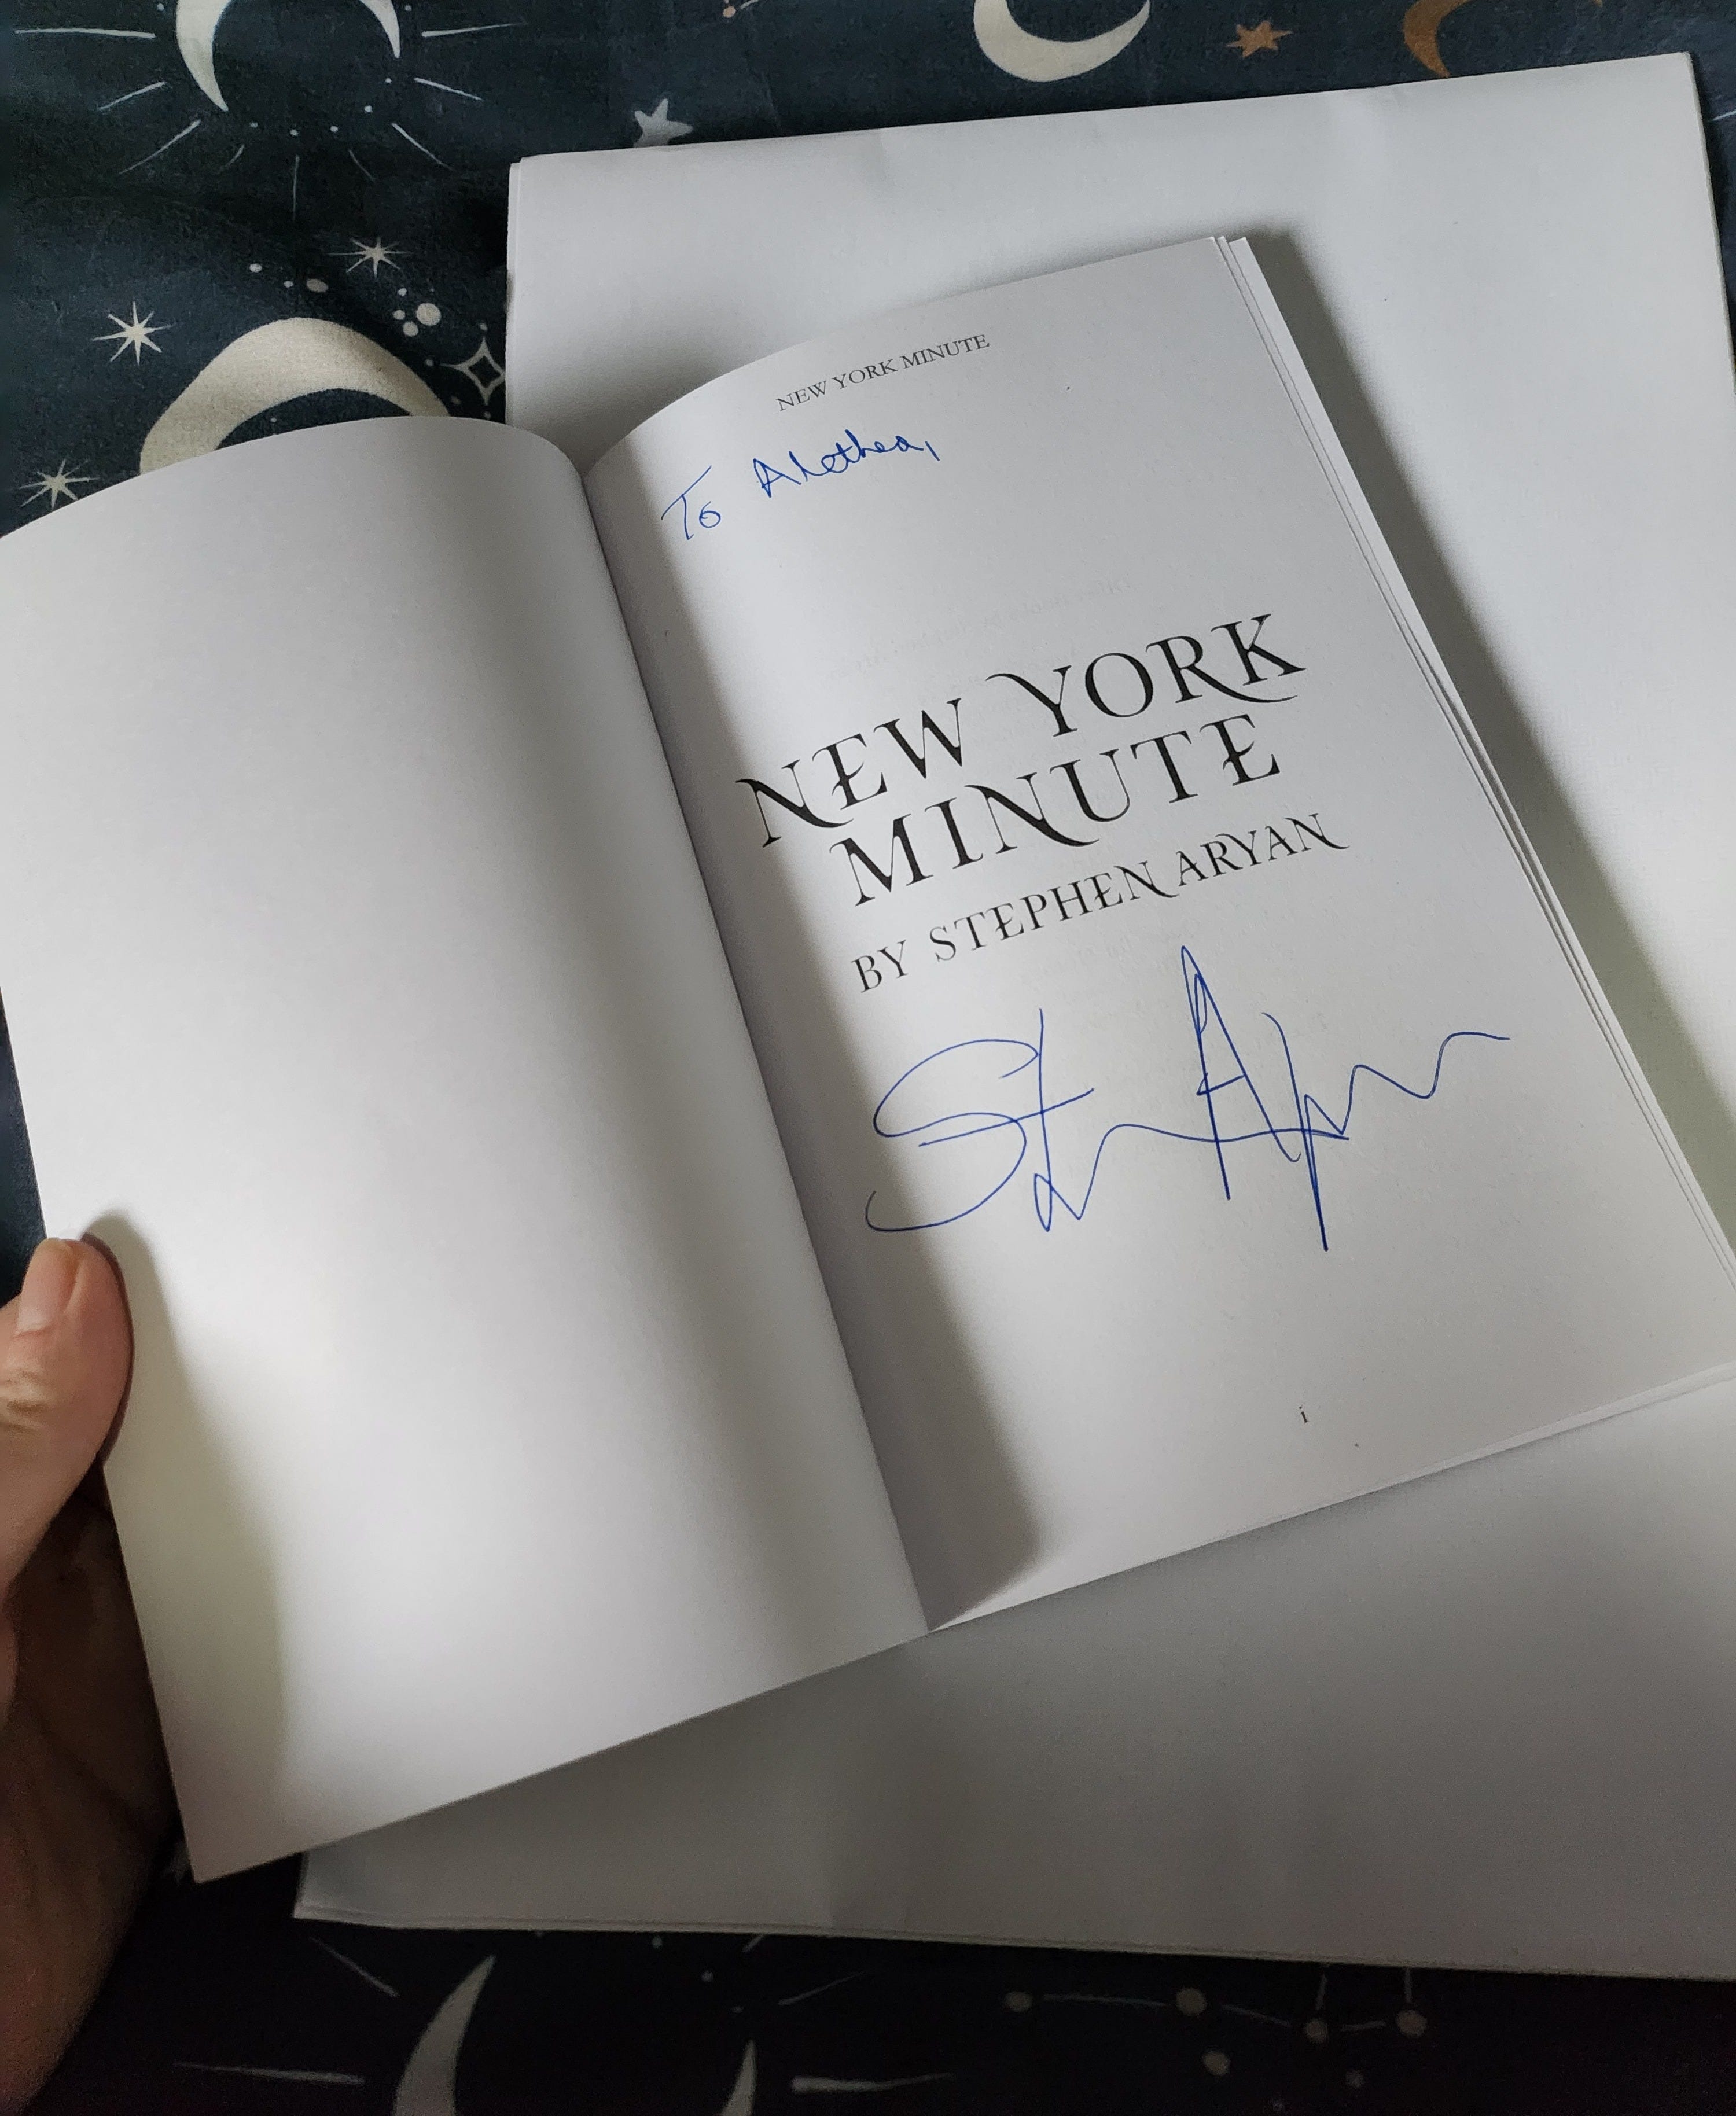 NEW YORK MINUTE
To Alethea,
NEW YORK
MINUTE
BY STEPHEN ARYAN
i